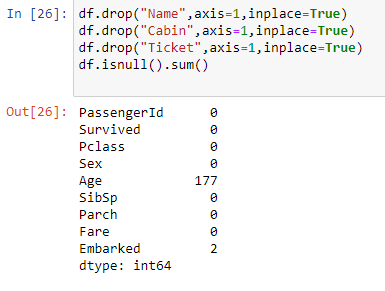 In [26]: df.drop("Name",axis=1,inplace=True)
df.drop("Cabin",axis=1,inplace=True)
df.drop("Ticket",axis=1,inplace=True)
df.isnull().sum()
Out[26]: PassengerId 0
Survived 0
Pclass 0
Sex 0
Age 177
SibSp 0
Parch 0
Fare 0
Embarked 2
dtype: int64